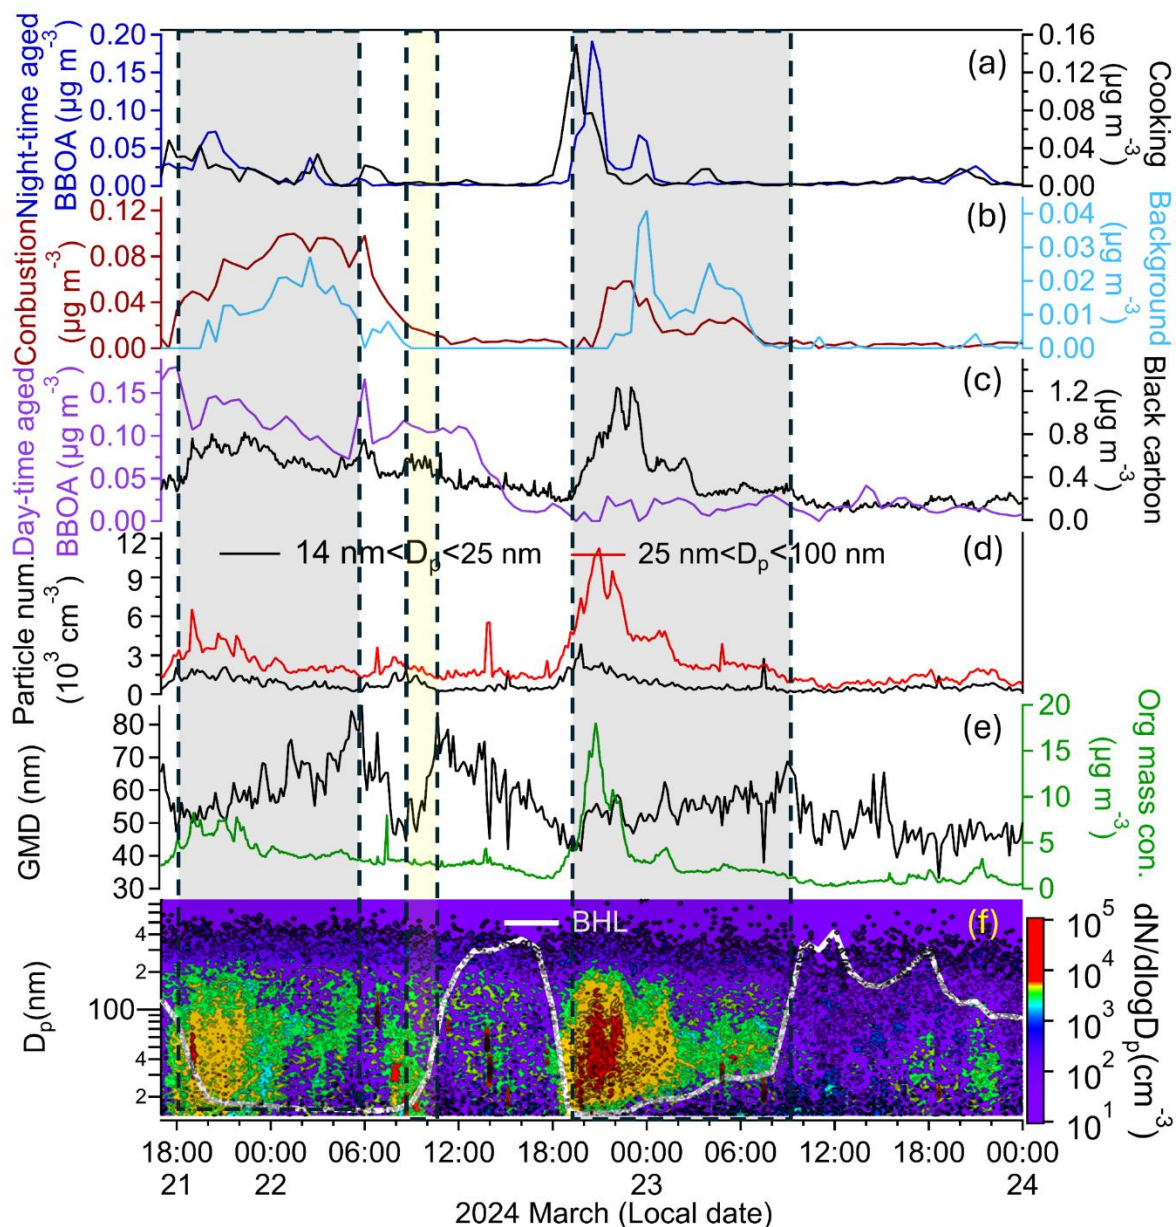 Night-time aged
BBOA (µg m⁻³)
0.20
0.15
0.10
0.05
0.00
(a)
0.16
0.12
0.08
0.04
0.00
Cooking
(µg m⁻³)
Conbustion
(µg m⁻³)
0.12
0.08
0.04
0.00
(b)
0.04
0.03
0.02
0.01
0.00
Background
(µg m⁻³)
Day-time aged
BBOA (µg m⁻³)
0.15
0.10
0.05
0.00
(c)
1.2
0.8
0.4
0.0
Black carbon
(µg m⁻³)
Particle num.
(10³ cm⁻³)
12
9
6
3
0
14 nm<Dₚ<25 nm
25 nm<Dₚ<100 nm
(d)
GMD (nm)
80
70
60
50
40
30
(e)
20
15
10
5
0
Org mass con.
(µg m⁻³)
Dₚ(nm)
4
2
100
4
2
BHL
(f)
10⁵
10⁴
10³
10²
10¹
dN/dlogDₚ(cm⁻³)
18:00 00:00 06:00 12:00 18:00 00:00 06:00 12:00 18:00 00:00
21 22 23 24
2024 March (Local date)